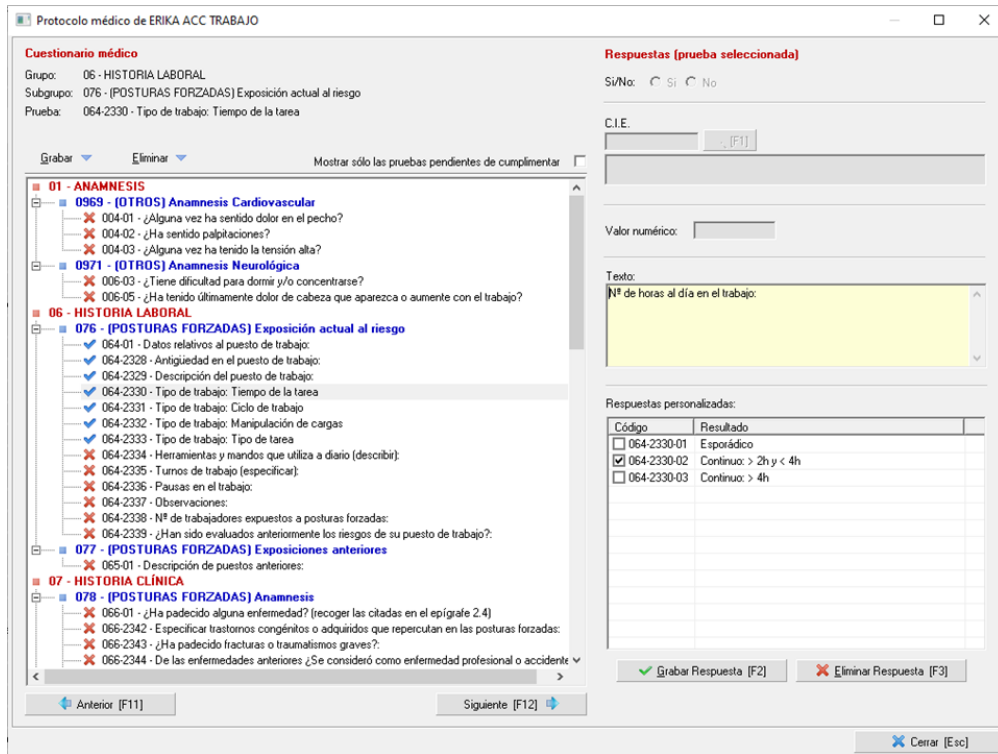 Protocolo médico de ERIKA ACC TRABAJO
Cuestionario médico
Grupo: 06 - HISTORIA LABORAL
Subgrupo: 076 - (POSTURAS FORZADAS) Exposición actual al riesgo
Prueba: 064-2330 - Tipo de trabajo: Tiempo de la tarea
Grabar Eliminar Mostrar sólo las pruebas pendientes de cumplimentar
01 - ANAMNESIS
0969 - (OTROS) Anamnesis Cardiovascular
004-01 - ¿Alguna vez ha sentido dolor en el pecho?
004-02 - ¿Ha sentido palpitaciones?
004-03 - ¿Alguna vez ha tenido la tensión alta?
0971 - (OTROS) Anamnesis Neurológica
006-03 - ¿Tiene dificultad para dormir y/o concentrarse?
006-05 - ¿Ha tenido últimamente dolor de cabeza que aparezca o aumente con el trabajo?
06 - HISTORIA LABORAL
076 - (POSTURAS FORZADAS) Exposición actual al riesgo
064-01 - Datos relativos al puesto de trabajo:
064-2328 - Antigüedad en el puesto de trabajo:
064-2329 - Descripción del puesto de trabajo:
064-2330 - Tipo de trabajo: Tiempo de la tarea
064-2331 - Tipo de trabajo: Ciclo de trabajo
064-2332 - Tipo de trabajo: Manipulación de cargas
064-2333 - Tipo de trabajo: Tipo de tarea
064-2334 - Herramientas y mandos que utiliza a diario (describir):
064-2335 - Turnos de trabajo (especificar):
064-2336 - Pausas en el trabajo:
064-2337 - Observaciones:
064-2338 - Nº de trabajadores expuestos a posturas forzadas:
064-2339 - ¿Han sido evaluados anteriormente los riesgos de su puesto de trabajo?:
077 - (POSTURAS FORZADAS) Exposiciones anteriores
065-01 - Descripción de puestos anteriores:
07 - HISTORIA CLÍNICA
078 - (POSTURAS FORZADAS) Anamnesis
066-01 - ¿Ha padecido alguna enfermedad? (recoger las citadas en el epígrafe 2.4)
066-2342 - Especificar trastornos congénitos o adquiridos que repercutan en las posturas forzadas:
066-2343 - ¿Ha padecido fracturas o traumatismos graves?:
066-2344 - De las enfermedades anteriores ¿Se consideró como enfermedad profesional o accidente
Anterior [F11] Siguiente [F12]
Respuestas (prueba seleccionada)
Si/No: Sí No
C.I.E.
[F1]
Valor numérico:
Texto:
Nº de horas al día en el trabajo:
Respuestas personalizadas:
Código Resultado
064-2330-01 Esporádico
064-2330-02 Continuo: > 2h y < 4h
064-2330-03 Continuo: > 4h
Grabar Respuesta [F2] Eliminar Respuesta [F3]
Cerrar [Esc]